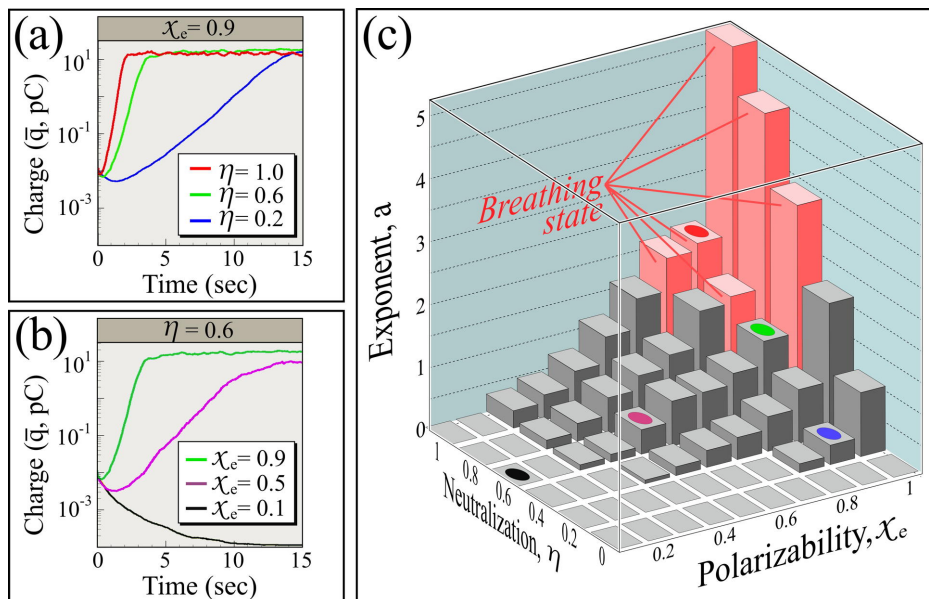 (a)
χe= 0.9
Charge (q̄, pC)
10¹
10⁻¹
10⁻³
η= 1.0
η= 0.6
η= 0.2
0 5 10 15
Time (sec)
(b)
η = 0.6
Charge (q̄, pC)
10¹
10⁻¹
10⁻³
χe= 0.9
χe= 0.5
χe= 0.1
0 5 10 15
Time (sec)
(c)
Exponent, a
5
4
3
2
1
0
Breathing
state
1 0.8 0.6 0.4 0.2 0
Neutralization, η
0.2 0.4 0.6 0.8 1
Polarizability, χe